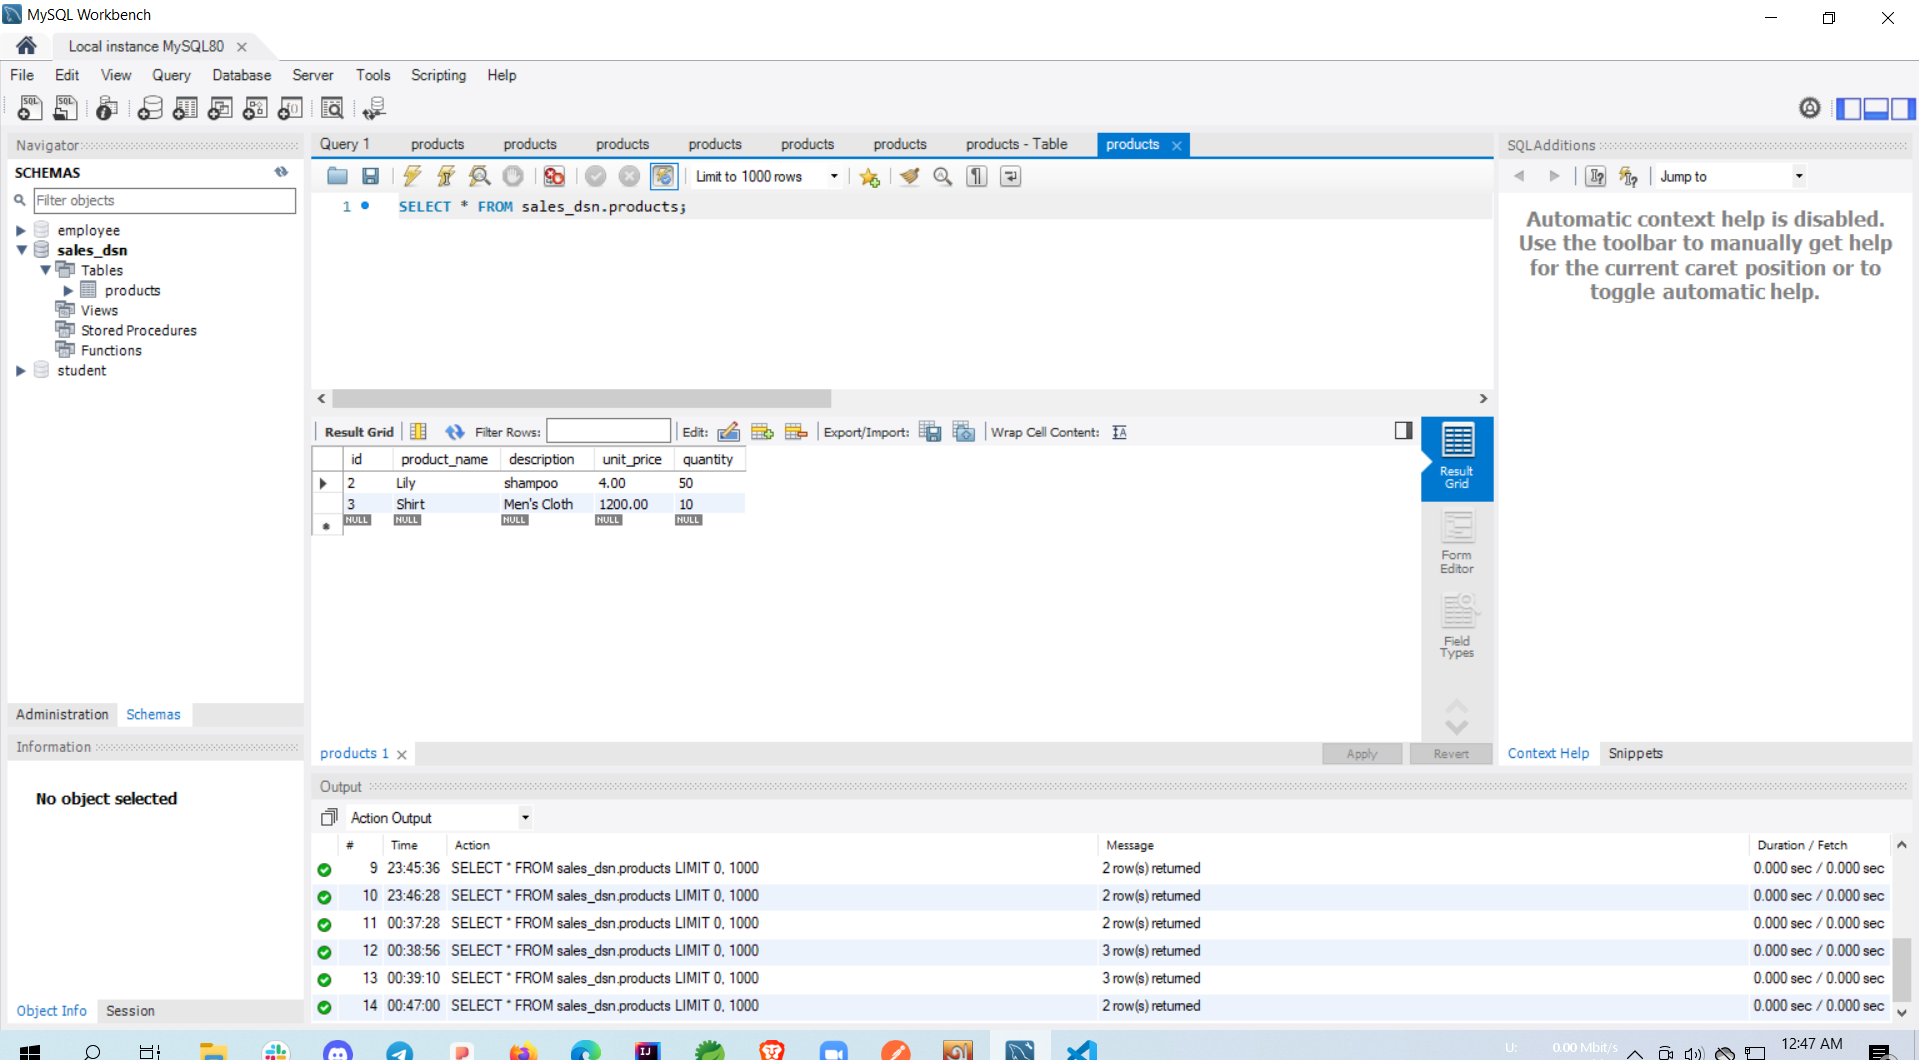 MySQL Workbench
Local instance MySQL80
File Edit View Query Database Server Tools Scripting Help
Navigator
SCHEMAS
Filter objects
employee
sales_dsn
Tables
products
Views
Stored Procedures
Functions
student
Administration Schemas
Information
No object selected
Object Info Session
Query 1 products products products products products products products - Table products
Limit to 1000 rows
1 SELECT * FROM sales_dsn.products;
Result Grid Filter Rows: Edit: Export/Import: Wrap Cell Content:
id product_name description unit_price quantity
2 Lily shampoo 4.00 50
3 Shirt Men's Cloth 1200.00 10
NULL NULL NULL NULL NULL
Result
Grid
Form
Editor
Field
Types
products 1
Apply Revert
SQLAdditions
Jump to
Automatic context help is disabled.
Use the toolbar to manually get help
for the current caret position or to
toggle automatic help.
Context Help Snippets
Output
Action Output
# Time Action Message Duration / Fetch
9 23:45:36 SELECT * FROM sales_dsn.products LIMIT 0, 1000 2 row(s) returned 0.000 sec / 0.000 sec
10 23:46:28 SELECT * FROM sales_dsn.products LIMIT 0, 1000 2 row(s) returned 0.000 sec / 0.000 sec
11 00:37:28 SELECT * FROM sales_dsn.products LIMIT 0, 1000 2 row(s) returned 0.000 sec / 0.000 sec
12 00:38:56 SELECT * FROM sales_dsn.products LIMIT 0, 1000 3 row(s) returned 0.000 sec / 0.000 sec
13 00:39:10 SELECT * FROM sales_dsn.products LIMIT 0, 1000 3 row(s) returned 0.000 sec / 0.000 sec
14 00:47:00 SELECT * FROM sales_dsn.products LIMIT 0, 1000 2 row(s) returned 0.000 sec / 0.000 sec
U: 0.00 Mbit/s
12:47 AM